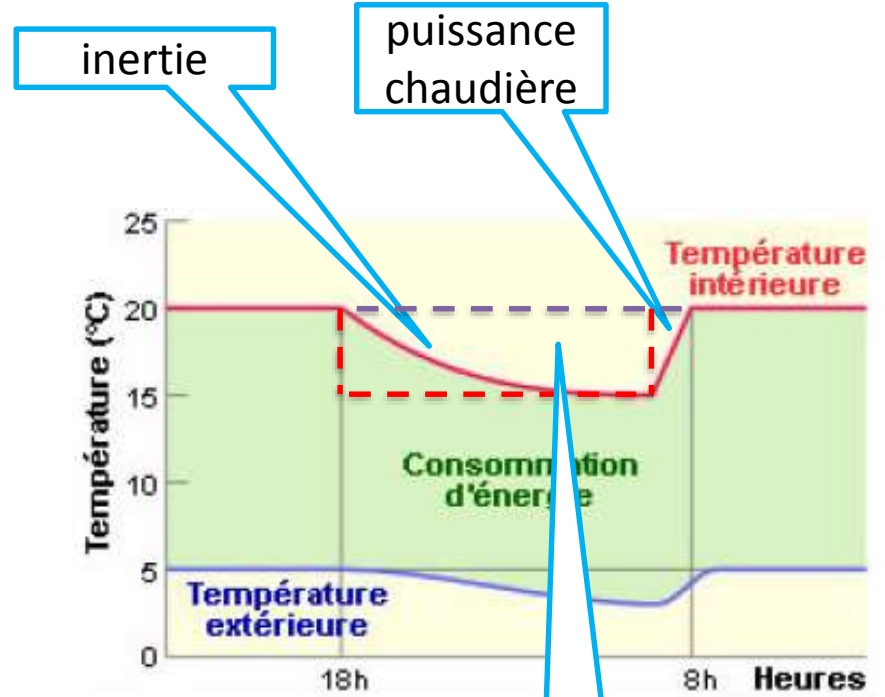 inertie
puissance
chaudière
25
20
15
10
5
0
Température (°C)
Température
intérieure
Consommation
d'énergie
Température
extérieure
18h
8h
Heures